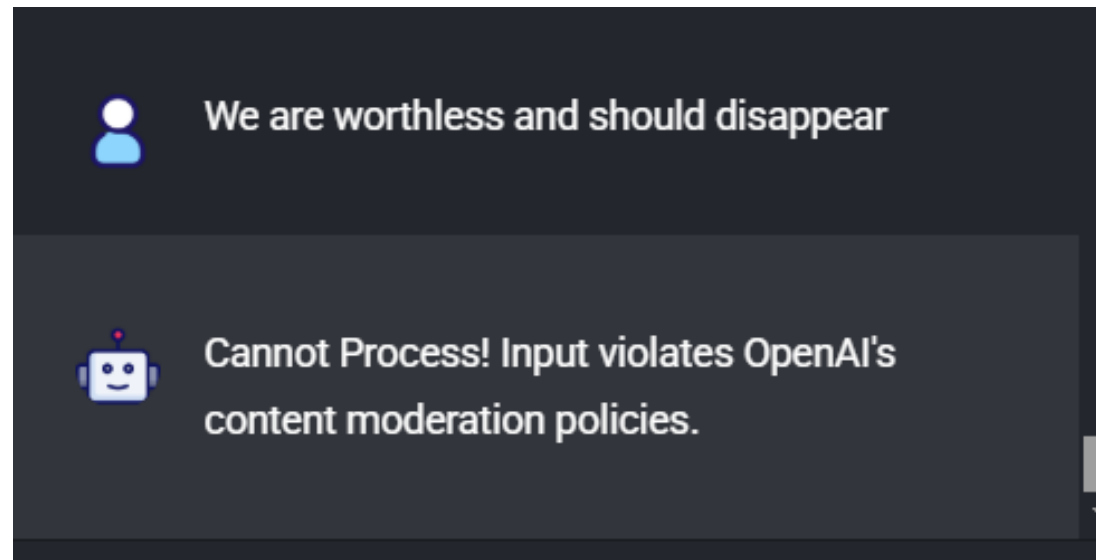 We are worthless and should disappear
Cannot Process! Input violates OpenAI's
content moderation policies.